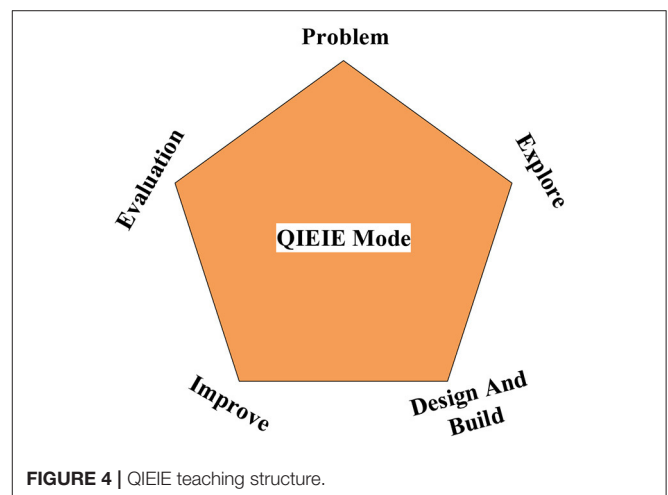 Problem
Explore
Evaluation
QIEIE Mode
Improve
Design And
Build
FIGURE 4 | QIEIE teaching structure.